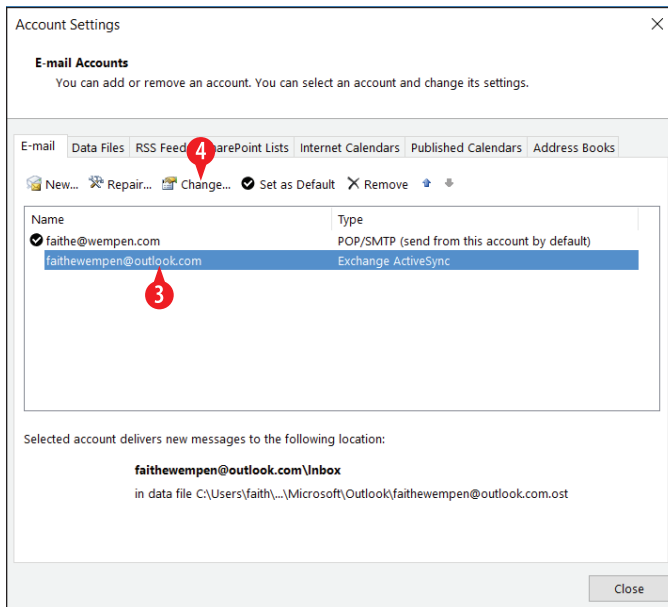 Account Settings
E-mail Accounts
You can add or remove an account. You can select an account and change its settings.
E-mail Data Files RSS Feed arePoint Lists Internet Calendars Published Calendars Address Books
4
New... Repair... Change... Set as Default Remove
Name Type
faithe@wempen.com POP/SMTP (send from this account by default)
faithewempen@outlook.com Exchange ActiveSync
3
Selected account delivers new messages to the following location:
faithewempen@outlook.com\Inbox
in data file C:\Users\faith\...\Microsoft\Outlook\faithewempen@outlook.com.ost
Close